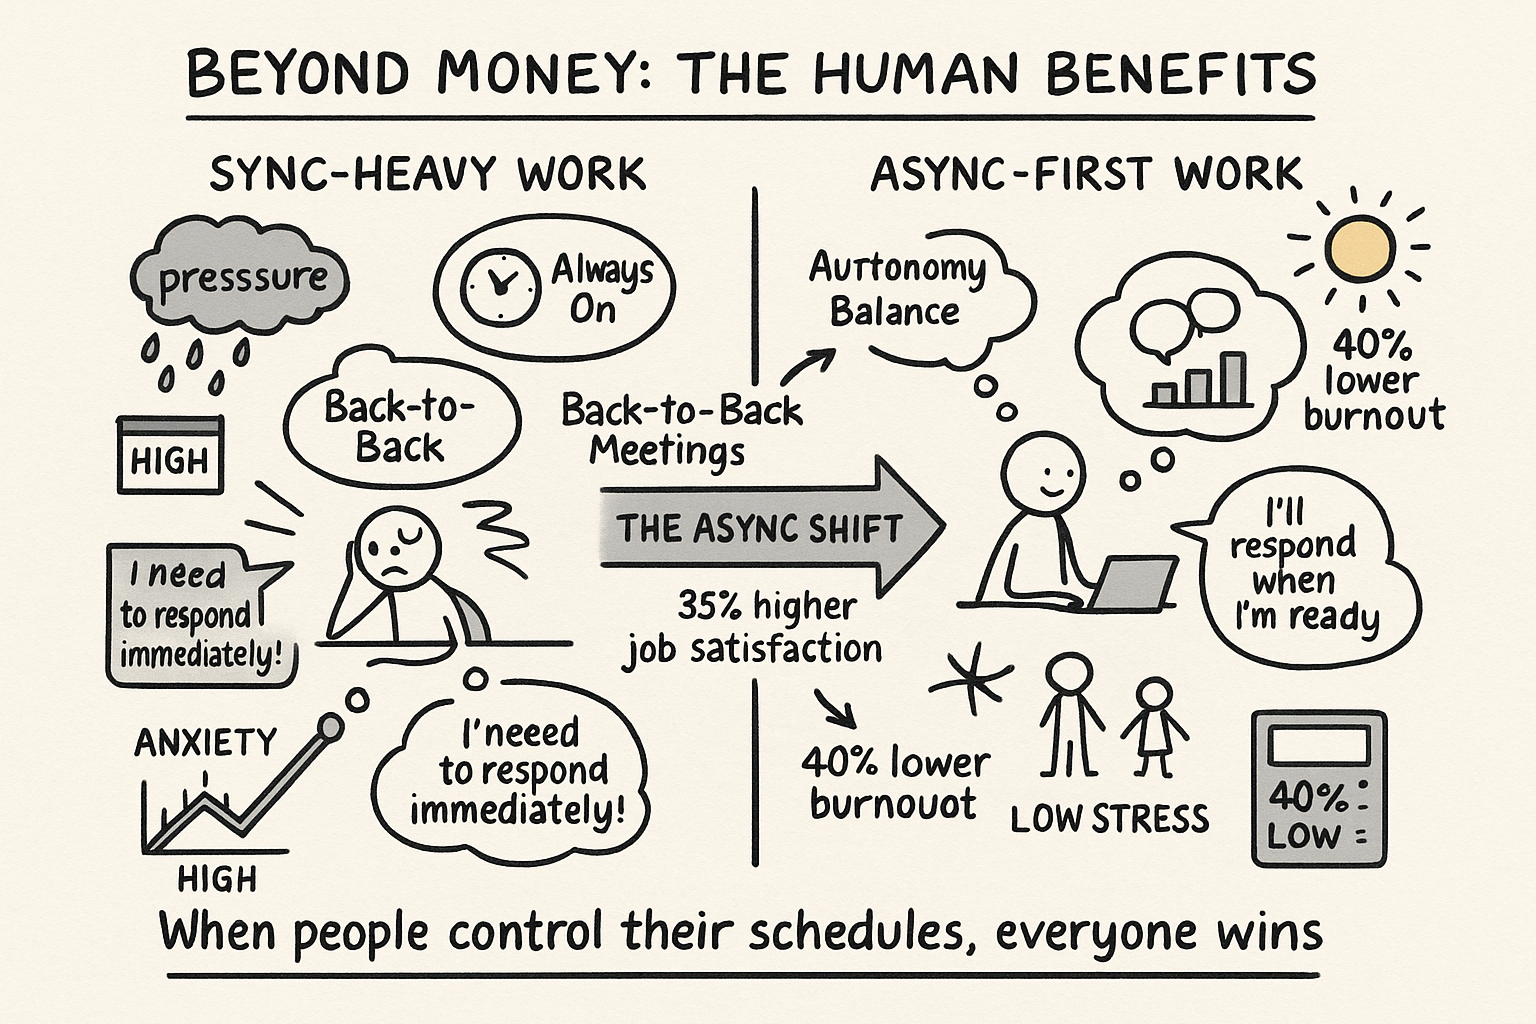 BEYOND MONEY: THE HUMAN BENEFITS
SYNC-HEAVY WORK
presssure
Always
On
Back-to-
Back
HIGH
I need
to respond
immediately!
ANXIETY
HIGH
I'neeed
to respond
immediately!
Back-to-Back
Meetings
THE ASYNC SHIFT
35% higher
job satisfaction
ASYNC-FIRST WORK
Auttonomy
Balance
40%
lower
burnout
I'll
respond
when
I'm ready
40% lower
burnouot
LOW STRESS
40% :
LOW =
When people control their schedules, everyone wins